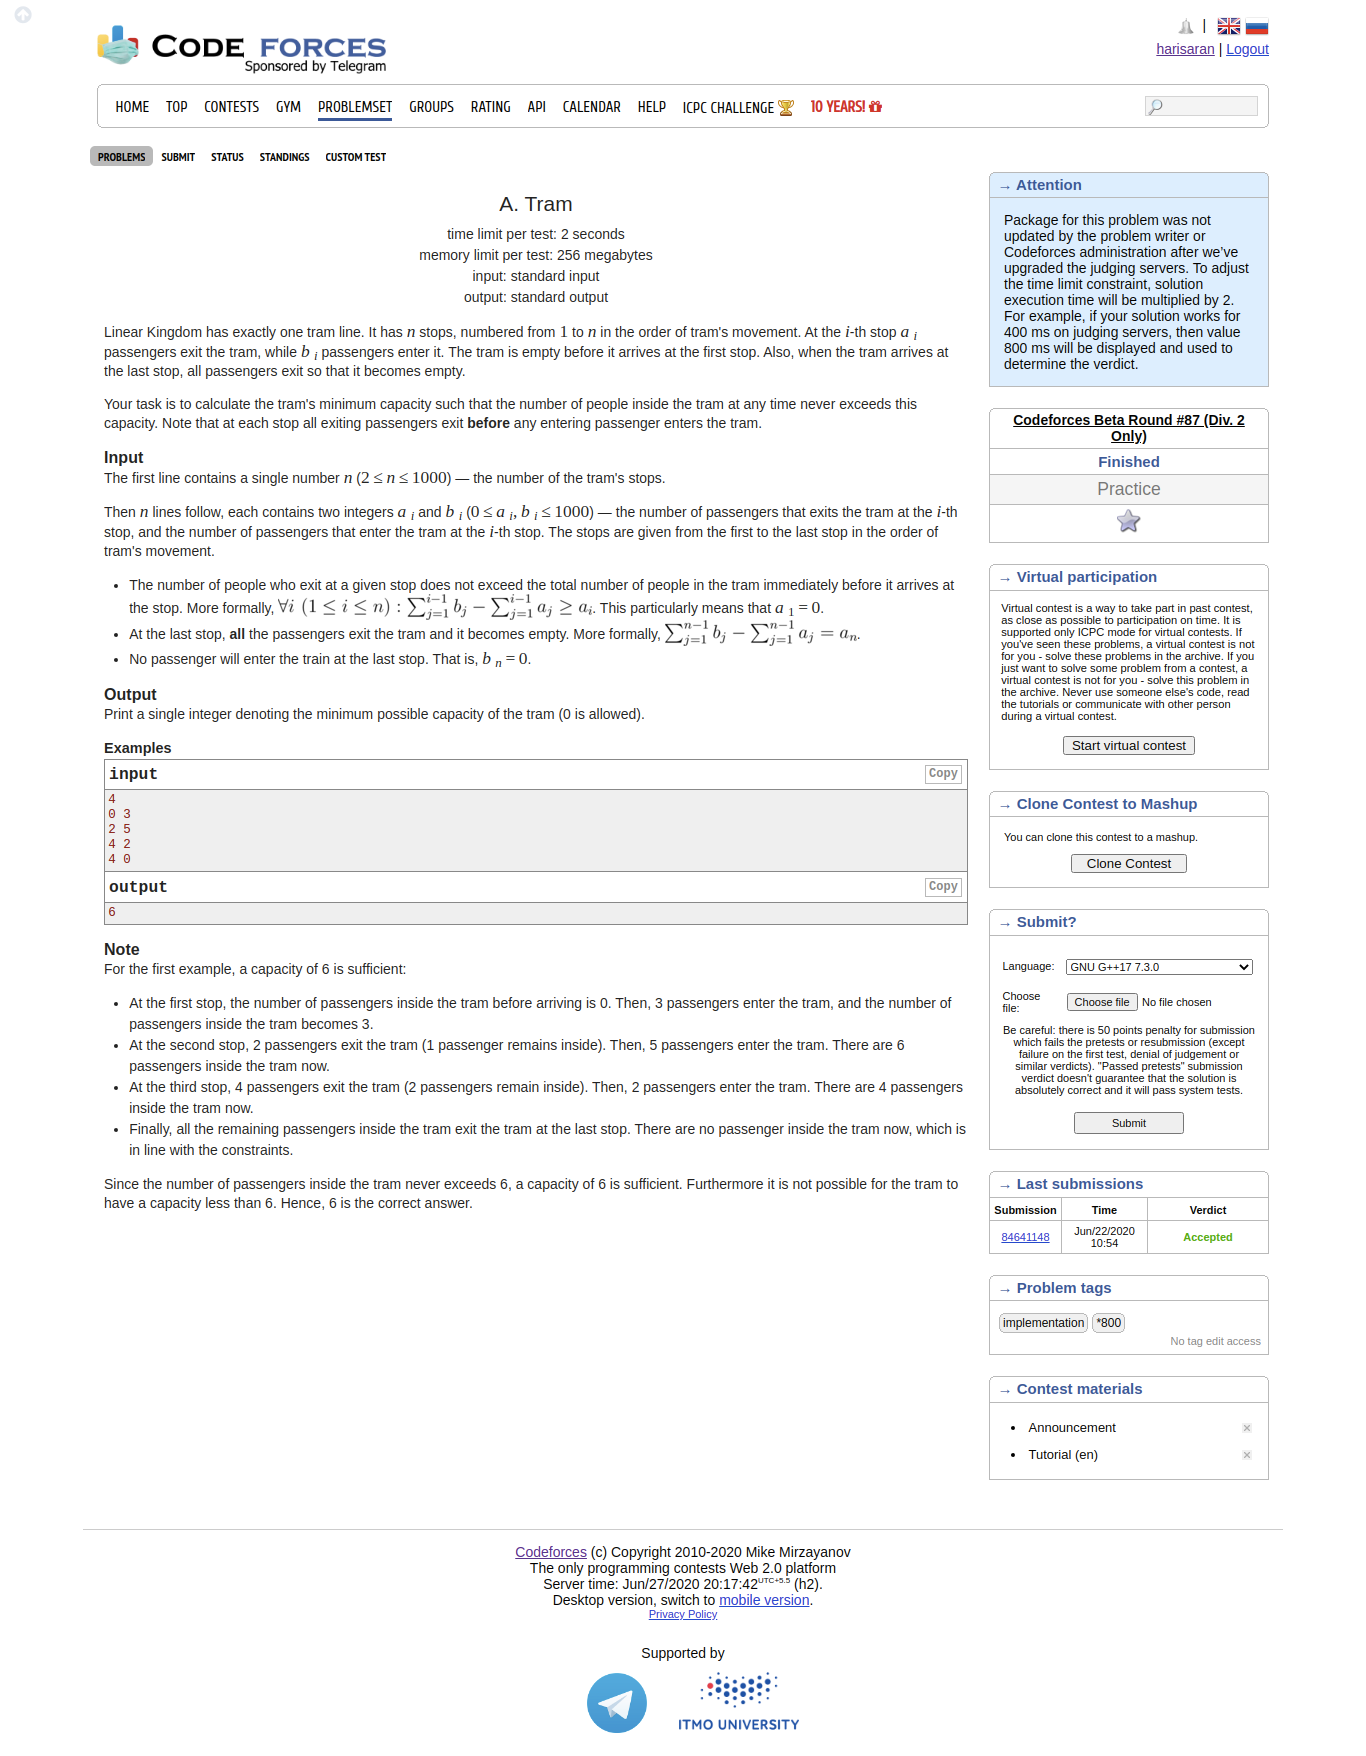 CODE FORCES
Sponsored by Telegram
|
harisaran | Logout
HOME TOP CONTESTS GYM PROBLEMSET GROUPS RATING API CALENDAR HELP ICPC CHALLENGE 10 YEARS!
PROBLEMS SUBMIT STATUS STANDINGS CUSTOM TEST
A. Tram
time limit per test: 2 seconds
memory limit per test: 256 megabytes
input: standard input
output: standard output
Linear Kingdom has exactly one tram line. It has n stops, numbered from 1 to n in the order of tram's movement. At the i-th stop a i
passengers exit the tram, while b i passengers enter it. The tram is empty before it arrives at the first stop. Also, when the tram arrives at
the last stop, all passengers exit so that it becomes empty.
Your task is to calculate the tram's minimum capacity such that the number of people inside the tram at any time never exceeds this
capacity. Note that at each stop all exiting passengers exit before any entering passenger enters the tram.
Input
The first line contains a single number n (2 ≤ n ≤ 1000) — the number of the tram's stops.
Then n lines follow, each contains two integers a i and b i (0 ≤ a i, b i ≤ 1000) — the number of passengers that exits the tram at the i-th
stop, and the number of passengers that enter the tram at the i-th stop. The stops are given from the first to the last stop in the order of
tram's movement.
• The number of people who exit at a given stop does not exceed the total number of people in the tram immediately before it arrives at
the stop. More formally, ∀i (1 ≤ i ≤ n) : ∑_{j=1}^{i−1} b_j − ∑_{j=1}^{i−1} a_j ≥ a_i. This particularly means that a 1 = 0.
• At the last stop, all the passengers exit the tram and it becomes empty. More formally, ∑_{j=1}^{n−1} b_j − ∑_{j=1}^{n−1} a_j = a_n.
• No passenger will enter the train at the last stop. That is, b n = 0.
Output
Print a single integer denoting the minimum possible capacity of the tram (0 is allowed).
Examples
input Copy
4
0 3
2 5
4 2
4 0
output Copy
6
Note
For the first example, a capacity of 6 is sufficient:
• At the first stop, the number of passengers inside the tram before arriving is 0. Then, 3 passengers enter the tram, and the number of
passengers inside the tram becomes 3.
• At the second stop, 2 passengers exit the tram (1 passenger remains inside). Then, 5 passengers enter the tram. There are 6
passengers inside the tram now.
• At the third stop, 4 passengers exit the tram (2 passengers remain inside). Then, 2 passengers enter the tram. There are 4 passengers
inside the tram now.
• Finally, all the remaining passengers inside the tram exit the tram at the last stop. There are no passenger inside the tram now, which is
in line with the constraints.
Since the number of passengers inside the tram never exceeds 6, a capacity of 6 is sufficient. Furthermore it is not possible for the tram to
have a capacity less than 6. Hence, 6 is the correct answer.
→ Attention
Package for this problem was not
updated by the problem writer or
Codeforces administration after we’ve
upgraded the judging servers. To adjust
the time limit constraint, solution
execution time will be multiplied by 2.
For example, if your solution works for
400 ms on judging servers, then value
800 ms will be displayed and used to
determine the verdict.
Codeforces Beta Round #87 (Div. 2
Only)
Finished
Practice
→ Virtual participation
Virtual contest is a way to take part in past contest,
as close as possible to participation on time. It is
supported only ICPC mode for virtual contests. If
you've seen these problems, a virtual contest is not
for you - solve these problems in the archive. If you
just want to solve some problem from a contest, a
virtual contest is not for you - solve this problem in
the archive. Never use someone else's code, read
the tutorials or communicate with other person
during a virtual contest.
Start virtual contest
→ Clone Contest to Mashup
You can clone this contest to a mashup.
Clone Contest
→ Submit?
Language: GNU G++17 7.3.0
Choose
file: Choose file No file chosen
Be careful: there is 50 points penalty for submission
which fails the pretests or resubmission (except
failure on the first test, denial of judgement or
similar verdicts). "Passed pretests" submission
verdict doesn't guarantee that the solution is
absolutely correct and it will pass system tests.
Submit
→ Last submissions
Submission Time Verdict
84641148 Jun/22/2020
10:54 Accepted
→ Problem tags
implementation *800
No tag edit access
→ Contest materials
• Announcement
• Tutorial (en)
Codeforces (c) Copyright 2010-2020 Mike Mirzayanov
The only programming contests Web 2.0 platform
Server time: Jun/27/2020 20:17:42UTC+5.5 (h2).
Desktop version, switch to mobile version.
Privacy Policy
Supported by
ITMO UNIVERSITY